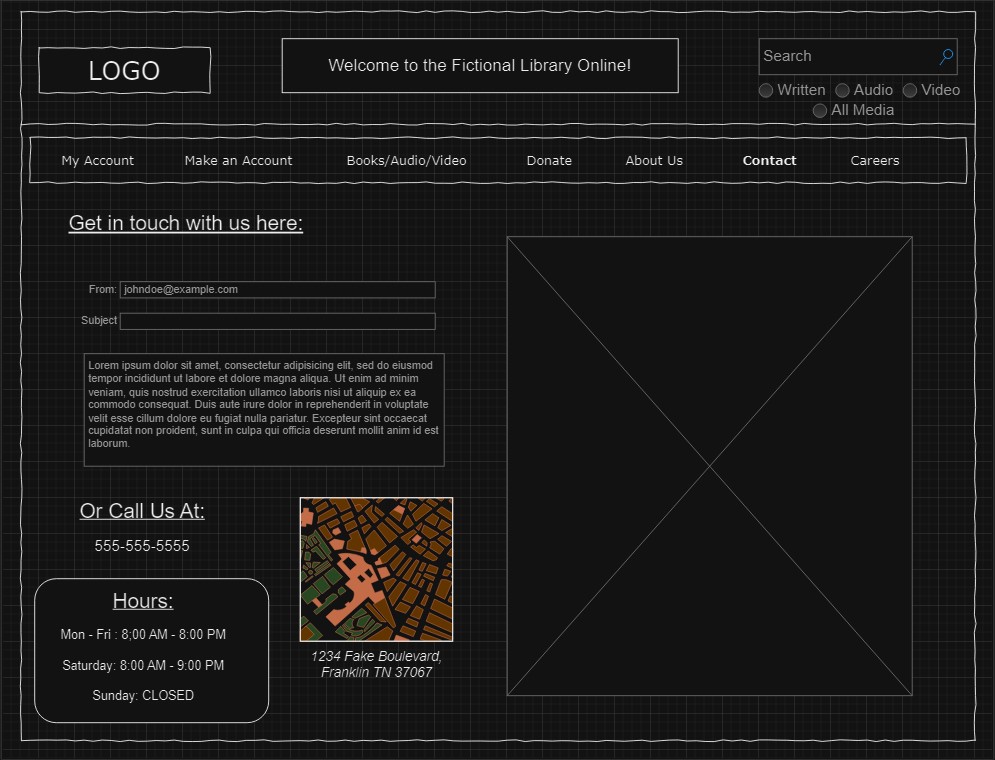 LOGO
Welcome to the Fictional Library Online!
Search
Written Audio Video
All Media
My Account Make an Account Books/Audio/Video Donate About Us Contact Careers
Get in touch with us here:
From: johndoe@example.com
Subject
Lorem ipsum dolor sit amet, consectetur adipisicing elit, sed do eiusmod
tempor incididunt ut labore et dolore magna aliqua. Ut enim ad minim
veniam, quis nostrud exercitation ullamco laboris nisi ut aliquip ex ea
commodo consequat. Duis aute irure dolor in reprehenderit in voluptate
velit esse cillum dolore eu fugiat nulla pariatur. Excepteur sint occaecat
cupidatat non proident, sunt in culpa qui officia deserunt mollit anim id est
laborum.
Or Call Us At:
555-555-5555
Hours:
Mon - Fri : 8;00 AM - 8:00 PM
Saturday: 8:00 AM - 9:00 PM
Sunday: CLOSED
1234 Fake Boulevard,
Franklin TN 37067